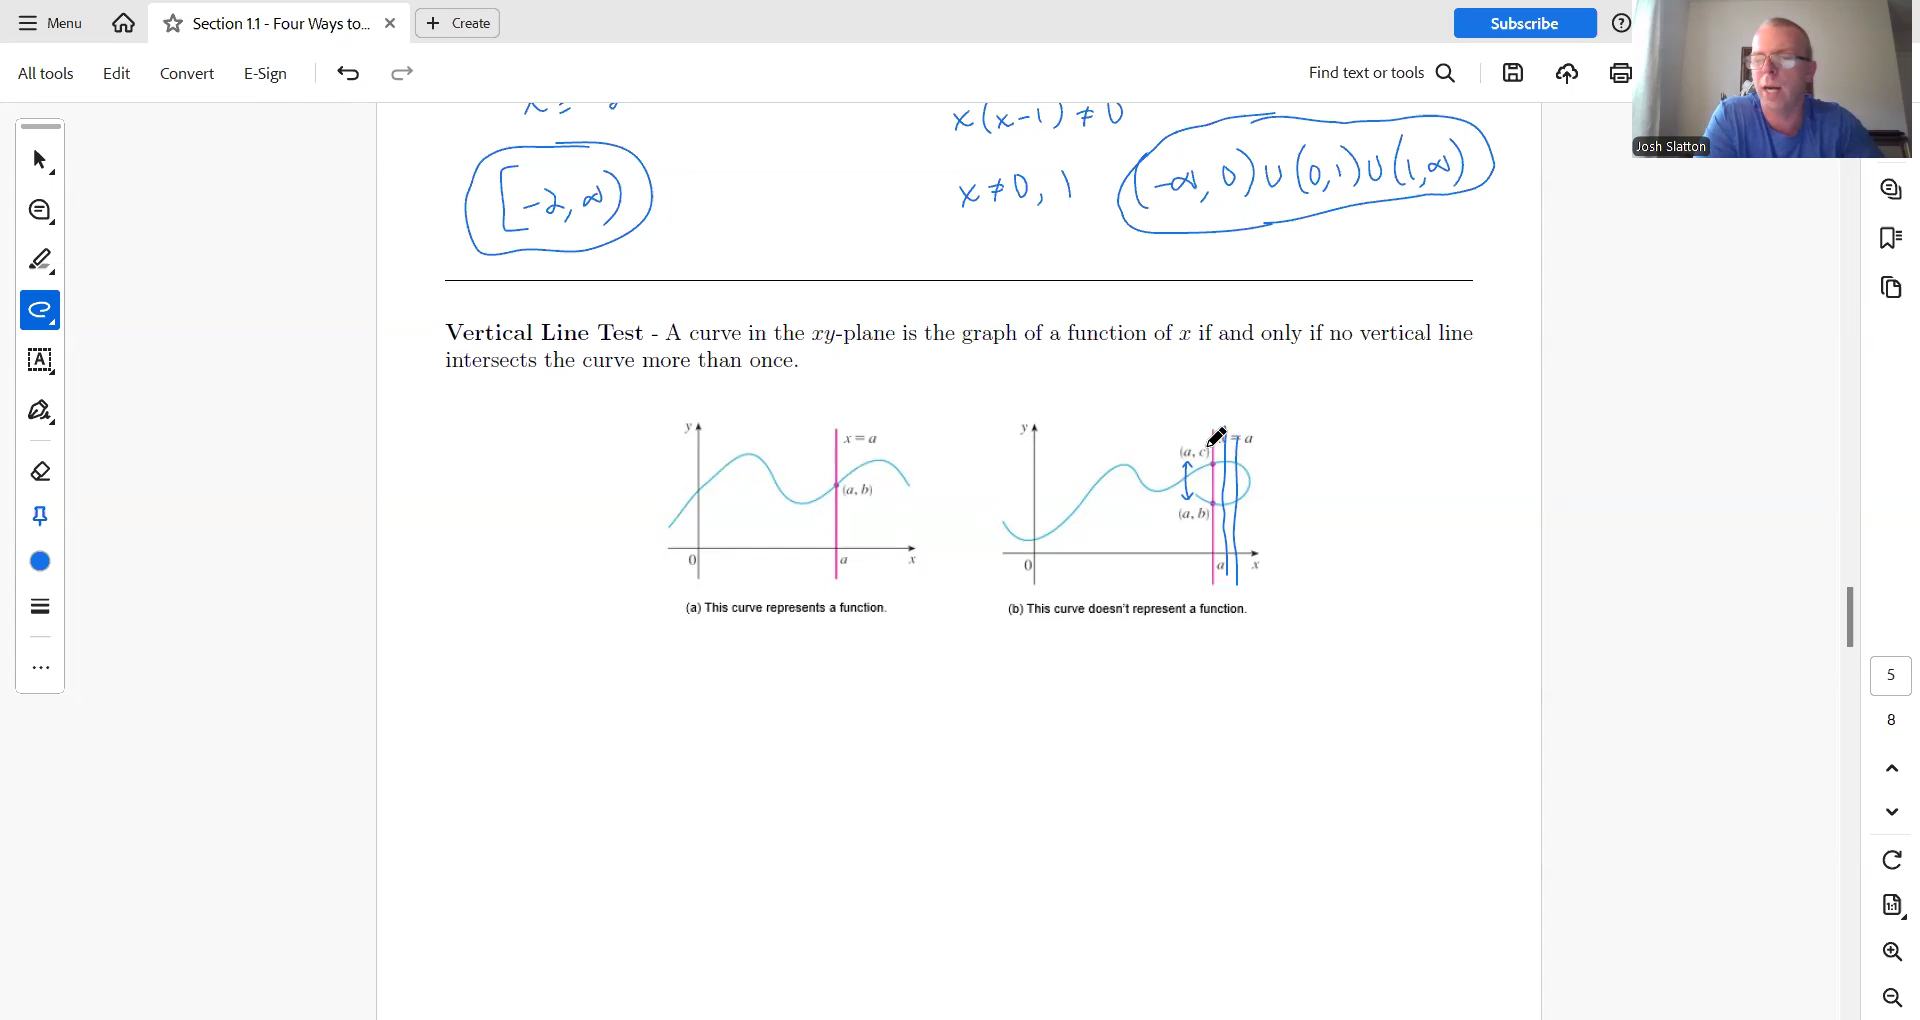 Menu
Section 1.1 - Four Ways to...
Create
Subscribe
All tools
Edit
Convert
E-Sign
Find text or tools
Josh Slatton
x(x-1) ≠ 0
[-2, ∞)
x ≠ 0, 1
(-∞, 0) ∪ (0, 1) ∪ (1, ∞)
Vertical Line Test - A curve in the xy-plane is the graph of a function of x if and only if no vertical line
intersects the curve more than once.
y
x = a
(a, b)
0
a
x
(a) This curve represents a function.
y
= a
(a, c)
(a, b)
0
a
x
(b) This curve doesn't represent a function.
5
8